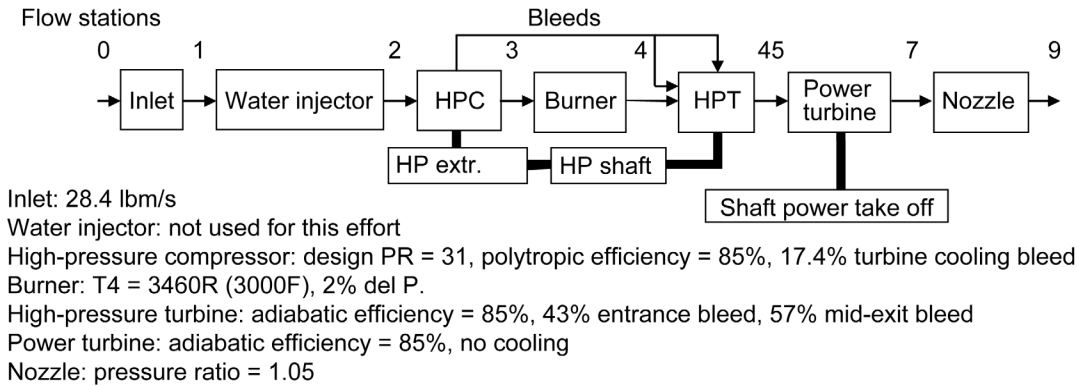 Flow stations
Bleeds
0 1 2 3 4 45 7 9
Inlet
Water injector
HPC
Burner
HPT
Power
turbine
Nozzle
HP extr.
HP shaft
Shaft power take off
Inlet: 28.4 lbm/s
Water injector: not used for this effort
High-pressure compressor: design PR = 31, polytropic efficiency = 85%, 17.4% turbine cooling bleed
Burner: T4 = 3460R (3000F), 2% del P.
High-pressure turbine: adiabatic efficiency = 85%, 43% entrance bleed, 57% mid-exit bleed
Power turbine: adiabatic efficiency = 85%, no cooling
Nozzle: pressure ratio = 1.05